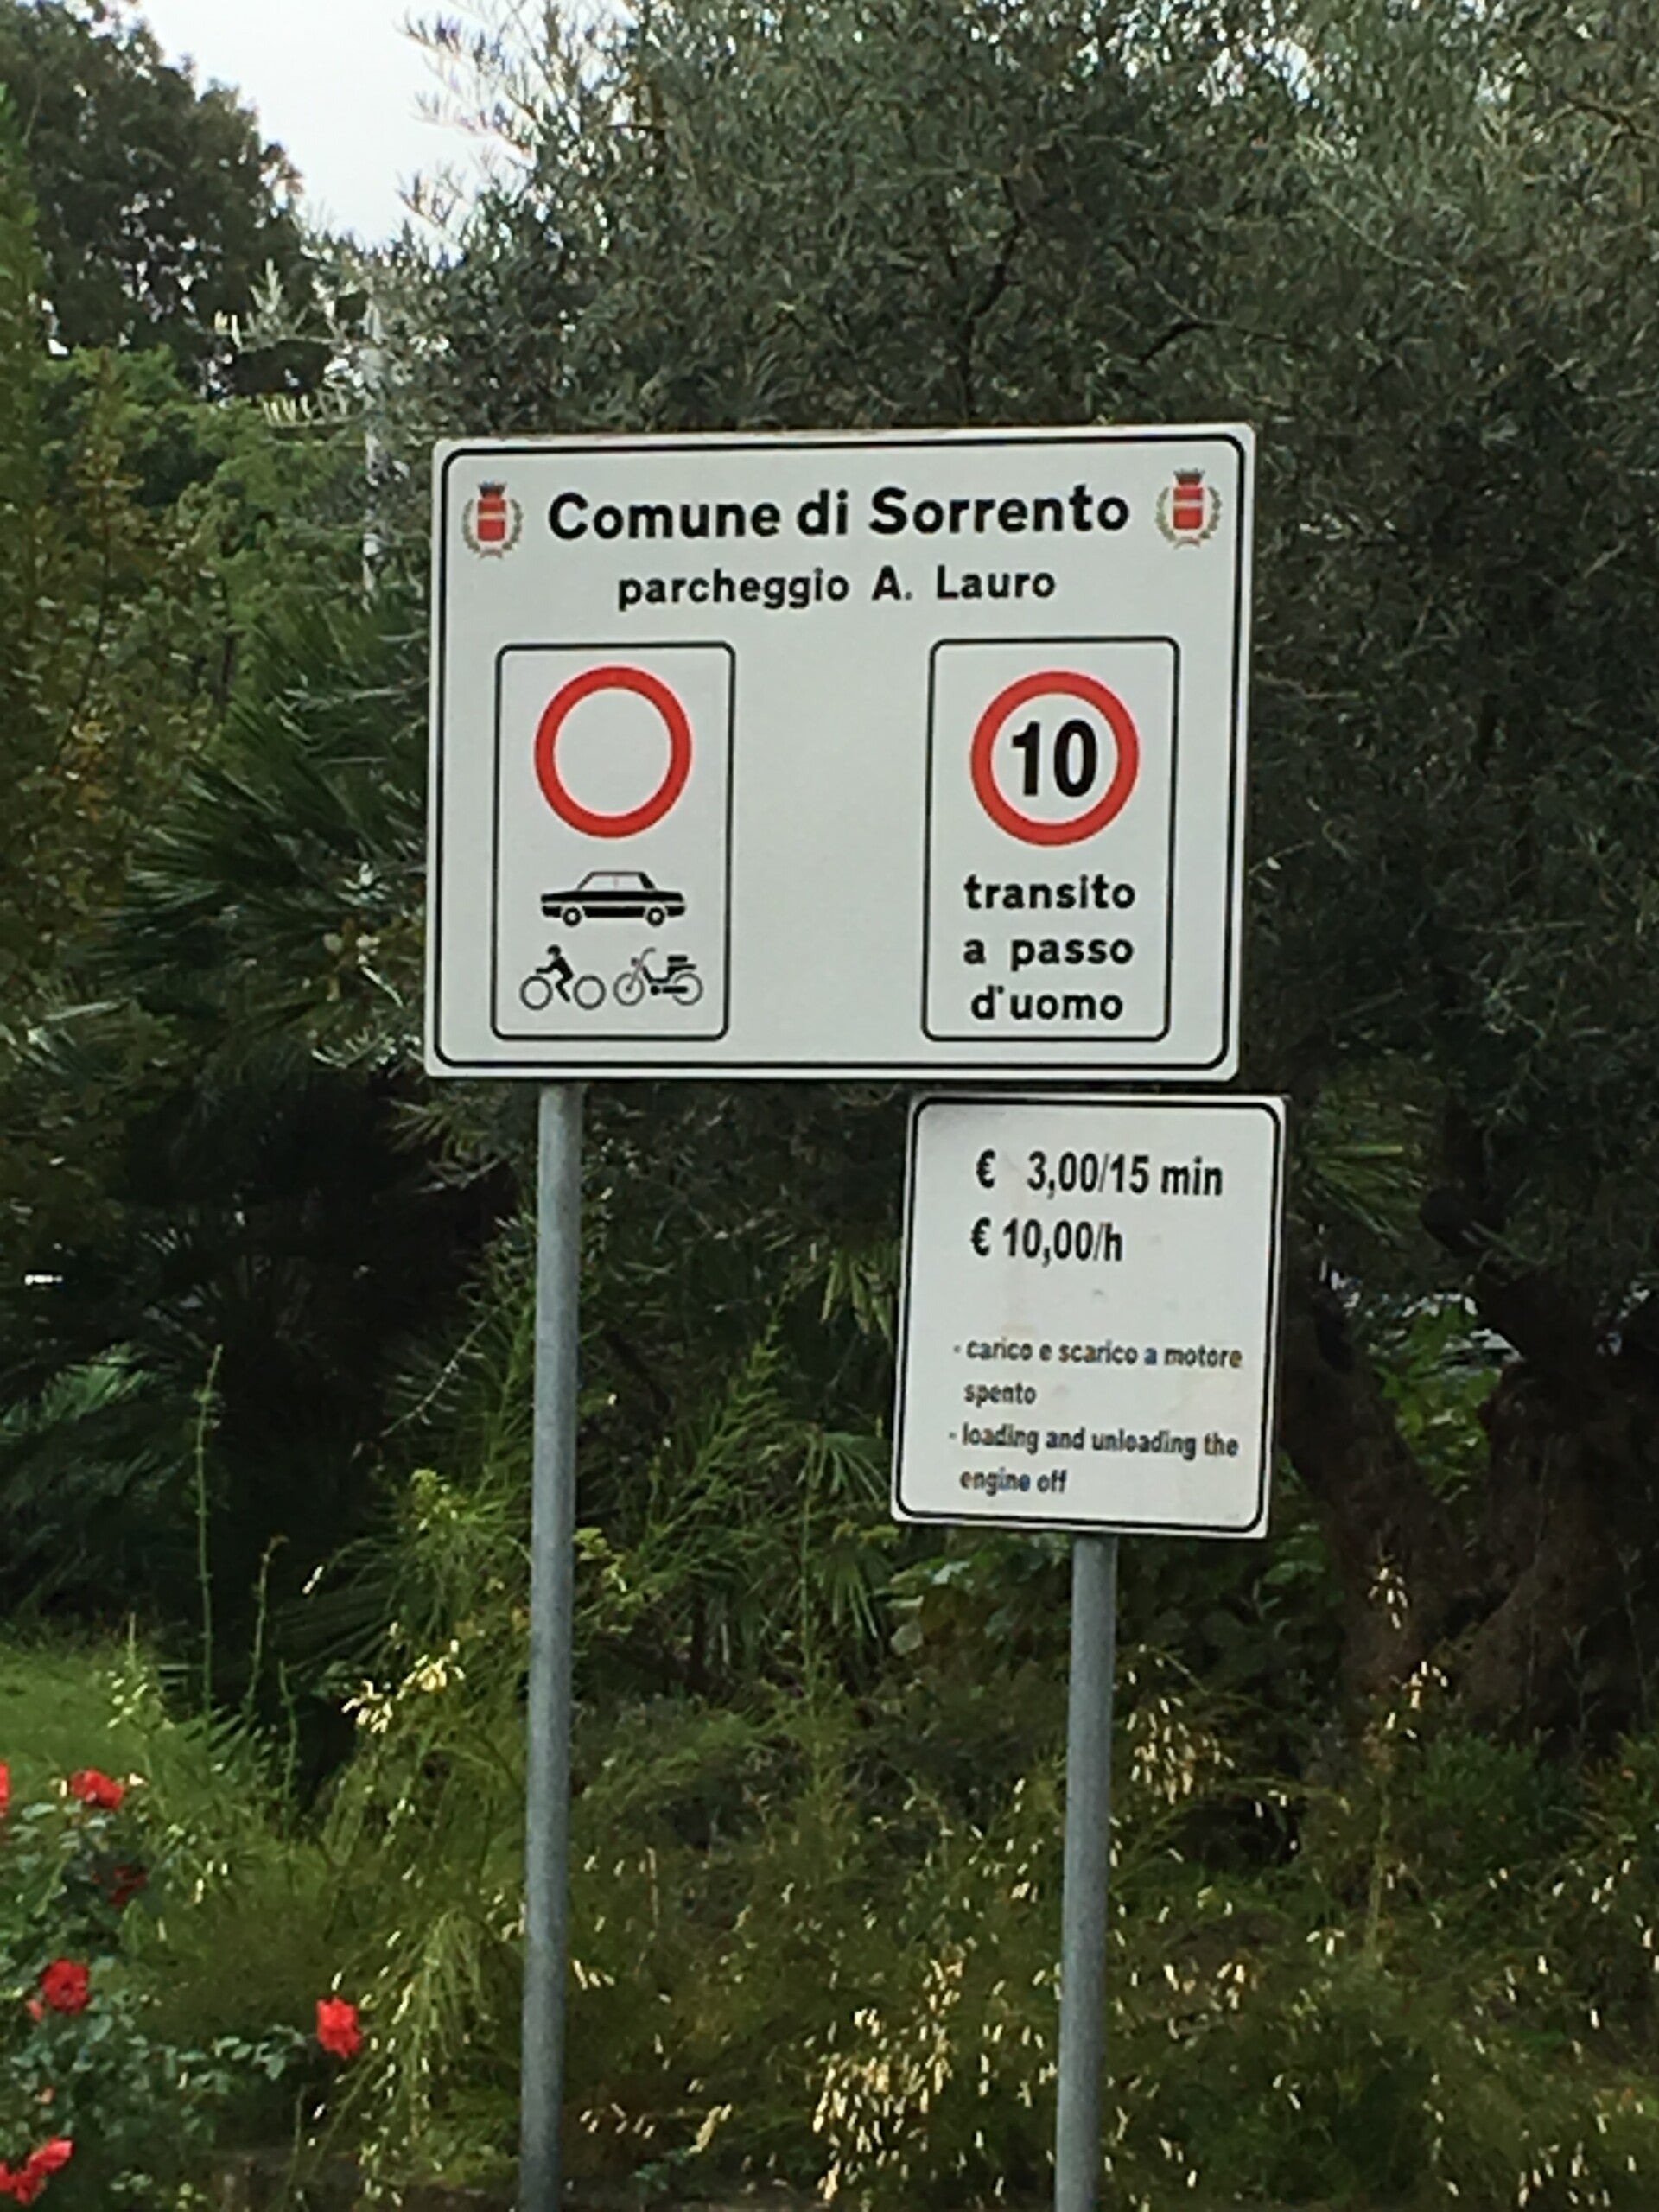 Comune di Sorrento
parcheggio A. Lauro
10
transito
a passo
d'uomo
€ 3,00/15 min
€ 10,00/h
- carico e scarico a motore
spento
- loading and unloading the
engine off